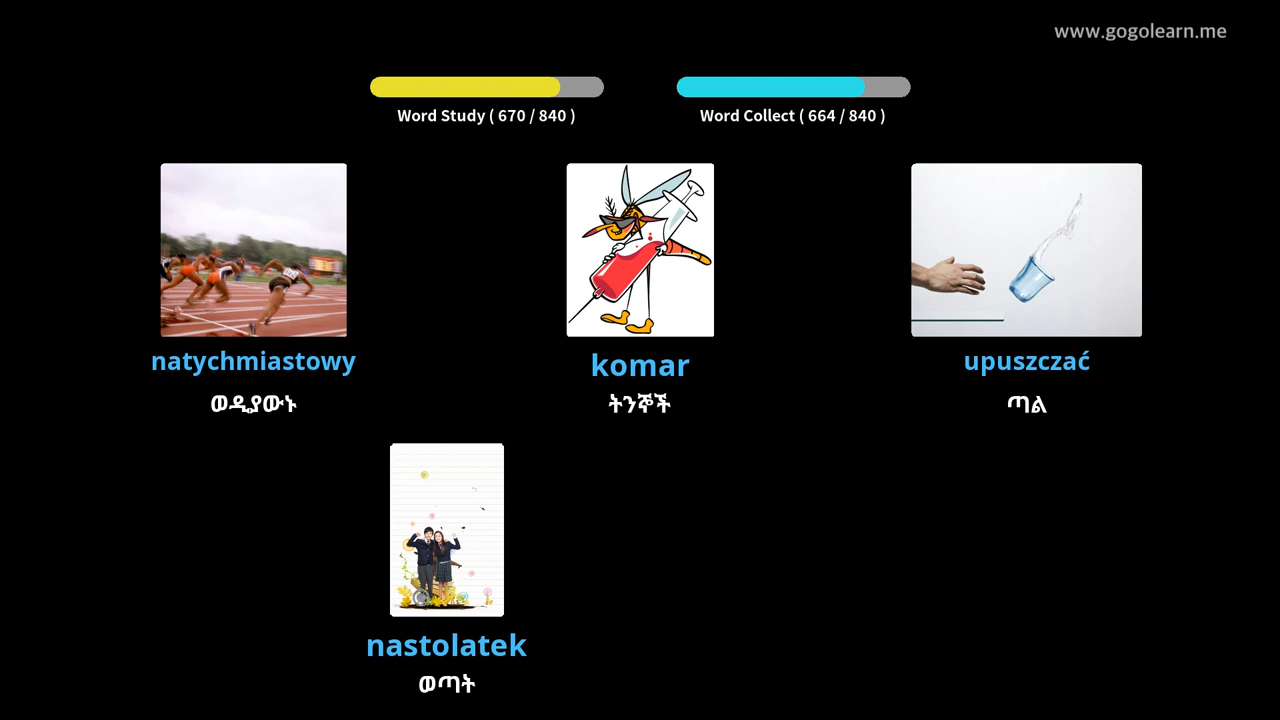 www.gogolearn.me
Word Study ( 670 / 840 )
Word Collect ( 664 / 840 )
natychmiastowy
ወዲያውኑ
komar
ትንኞች
upuszczać
ጣል
nastolatek
ወጣት